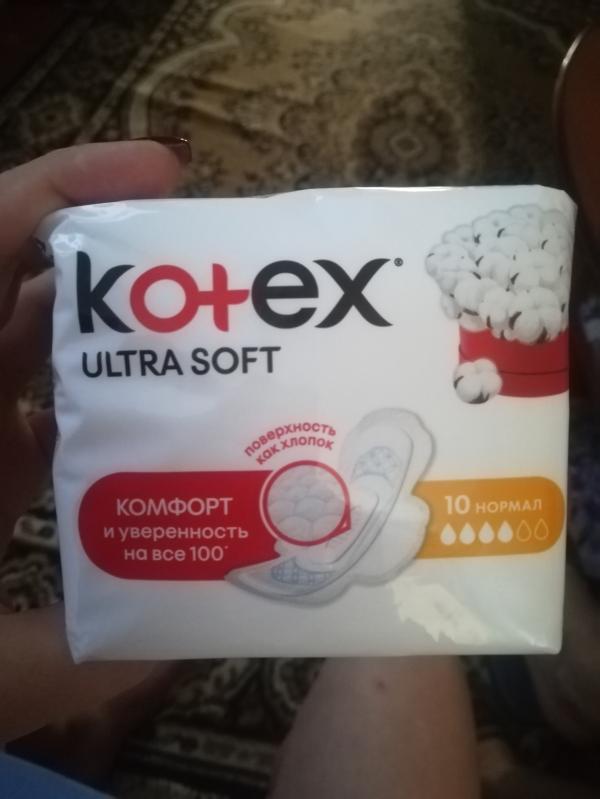 kotex®
ULTRA SOFT
поверхность
как хлопок
КОМФОРТ
и уверенность
на все 100*
10 НОРМАЛ